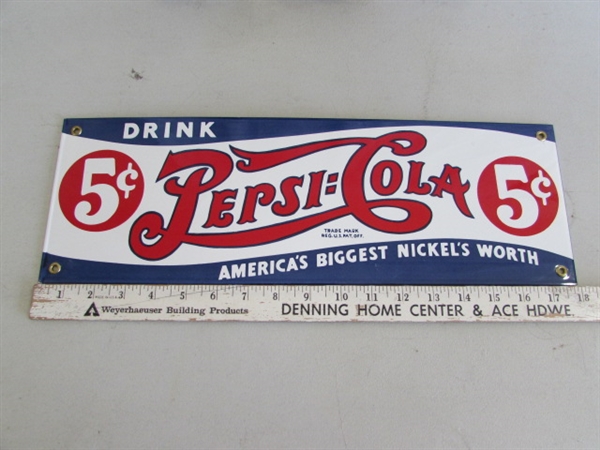 DRINK
5¢ PEPSI=COLA 5¢
TRADE MARK
REG. U.S. PAT. OFF.
AMERICA'S BIGGEST NICKEL'S WORTH
1 2 3 4 5 6 7 8 9 10 11 12 13 14 15 16 17 18
Weyerhaeuser Building Products DENNING HOME CENTER & ACE HDWE.